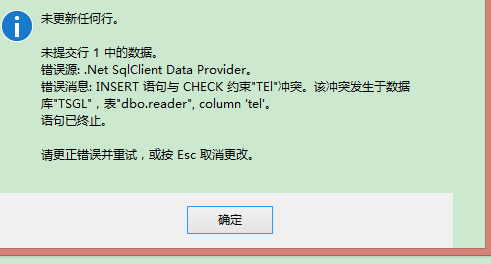 未更新任何行。
未提交行 1 中的数据。
错误源: .Net SqlClient Data Provider。
错误消息: INSERT 语句与 CHECK 约束"TEl"冲突。该冲突发生于数据
库"TSGL"，表"dbo.reader", column 'tel'。
语句已终止。
请更正错误并重试，或按 Esc 取消更改。
确定